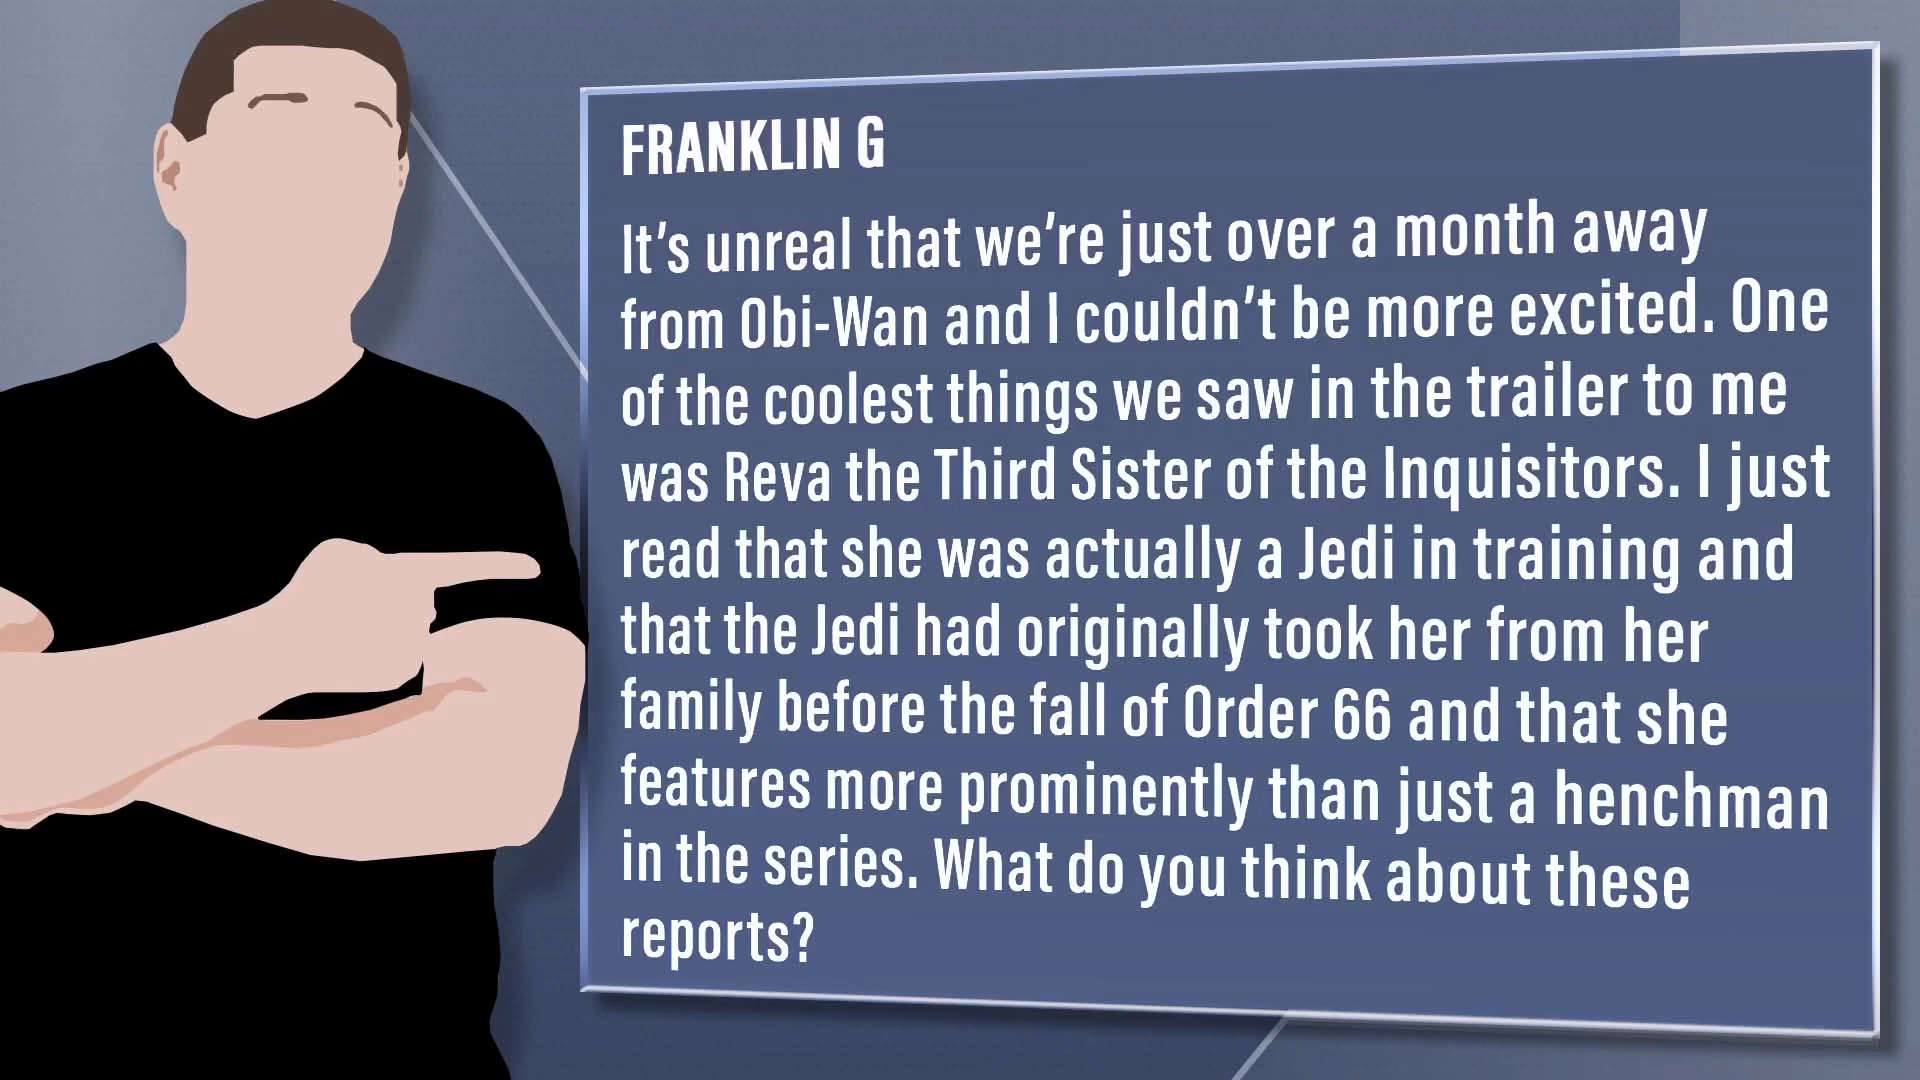 FRANKLIN G
It's unreal that we're just over a month away
from Obi-Wan and I couldn't be more excited. One
of the coolest things we saw in the trailer to me
was Reva the Third Sister of the Inquisitors. I just
read that she was actually a Jedi in training and
that the Jedi had originally took her from her
family before the fall of Order 66 and that she
features more prominently than just a henchman
in the series. What do you think about these
reports?